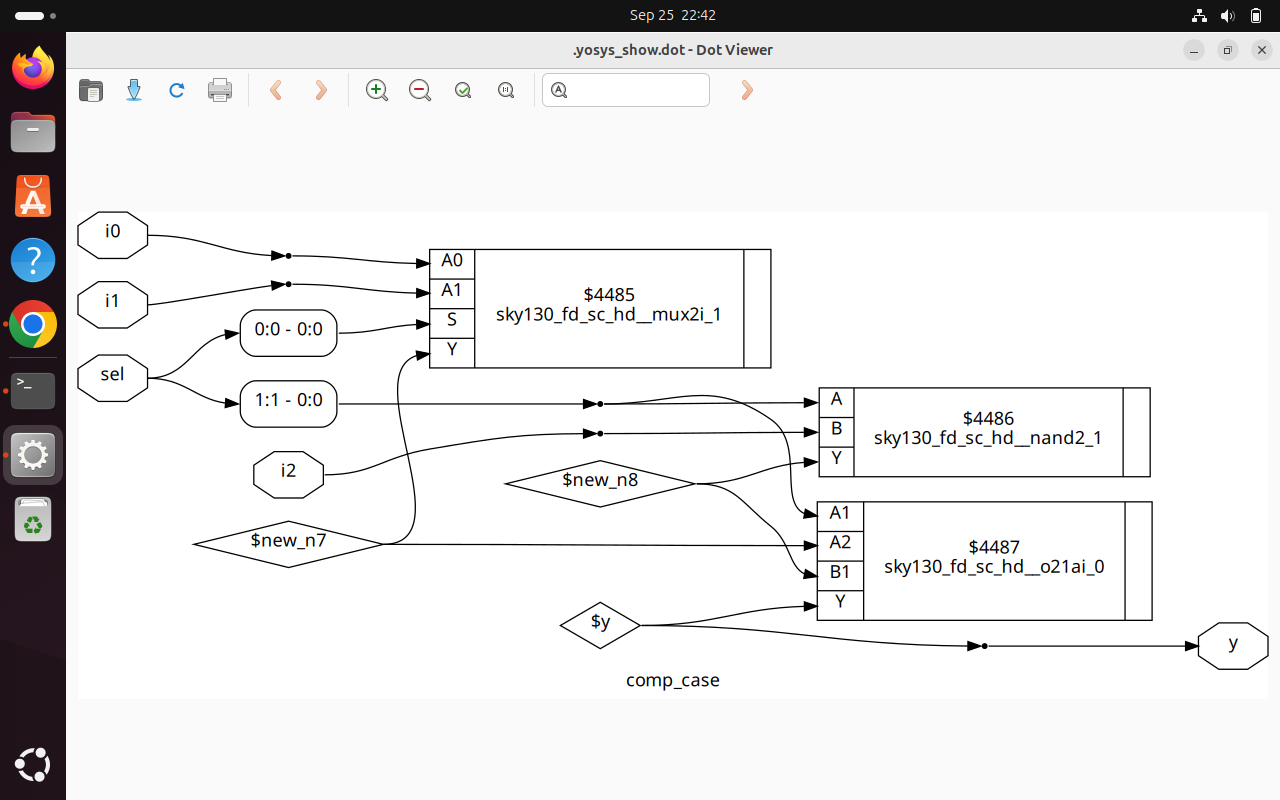 Sep 25 22:42
.yosys_show.dot - Dot Viewer
i0
i1
sel
0:0 - 0:0
1:1 - 0:0
i2
$new_n7
A0
A1
S
Y
$4485
sky130_fd_sc_hd__mux2i_1
$new_n8
$y
A
B
Y
$4486
sky130_fd_sc_hd__nand2_1
A1
A2
B1
Y
$4487
sky130_fd_sc_hd__o21ai_0
y
comp_case